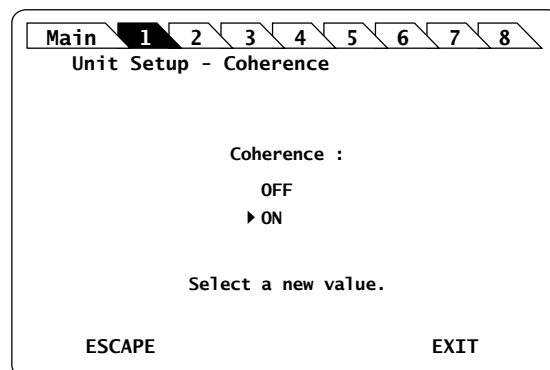 Main 1 2 3 4 5 6 7 8
Unit Setup - Coherence
Coherence :
OFF
ON
Select a new value.
ESCAPE EXIT